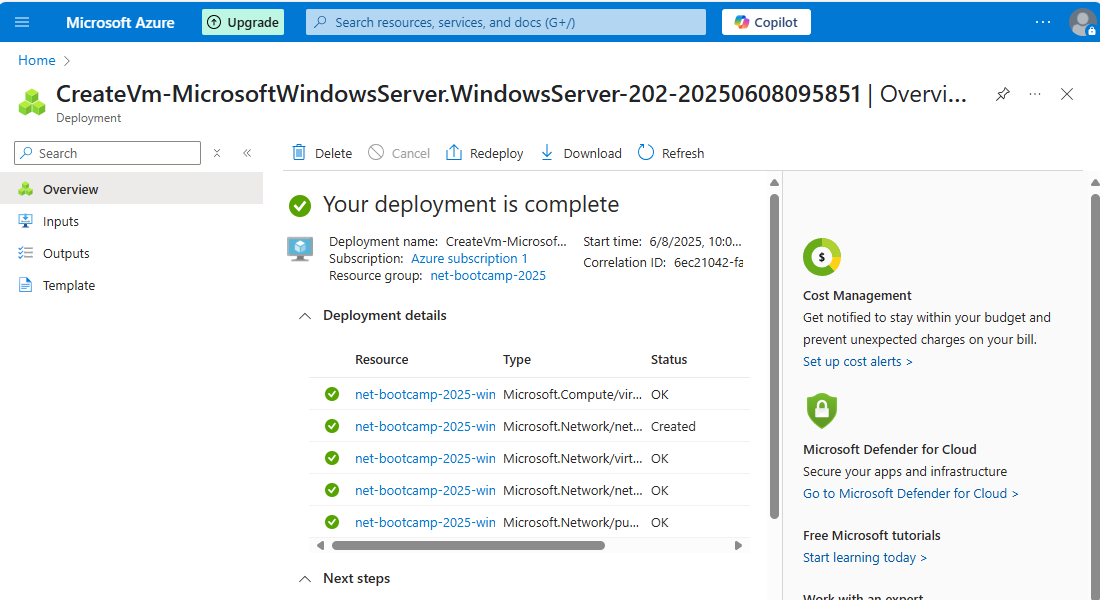 Microsoft Azure
Upgrade
Search resources, services, and docs (G+/)
Copilot
Home
CreateVm-MicrosoftWindowsServer.WindowsServer-202-20250608095851 | Overvi...
Deployment
Search
Delete
Cancel
Redeploy
Download
Refresh
Overview
Inputs
Outputs
Template
Your deployment is complete
Deployment name: CreateVm-Microsof...
Subscription: Azure subscription 1
Resource group: net-bootcamp-2025
Start time: 6/8/2025, 10:0...
Correlation ID: 6ec21042-fa
Deployment details
Resource Type Status
net-bootcamp-2025-win Microsoft.Compute/vir... OK
net-bootcamp-2025-win Microsoft.Network/net... Created
net-bootcamp-2025-win Microsoft.Network/virt... OK
net-bootcamp-2025-win Microsoft.Network/net... OK
net-bootcamp-2025-win Microsoft.Network/pu... OK
Next steps
$
Cost Management
Get notified to stay within your budget and
prevent unexpected charges on your bill.
Set up cost alerts >
Microsoft Defender for Cloud
Secure your apps and infrastructure
Go to Microsoft Defender for Cloud >
Free Microsoft tutorials
Start learning today >
Work with an expert